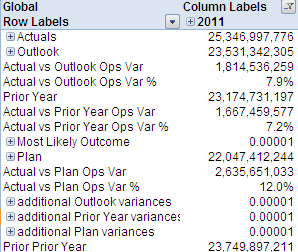 Global Column Labels
Row Labels 2011
Actuals 25,346,997,776
Outlook 23,531,342,305
Actual vs Outlook Ops Var 1,814,536,259
Actual vs Outlook Ops Var % 7.9%
Prior Year 23,174,731,197
Actual vs Prior Year Ops Var 1,667,459,577
Actual vs Prior Year Ops Var % 7.2%
Most Likely Outcome 0.00001
Plan 22,047,412,244
Actual vs Plan Ops Var 2,635,651,033
Actual vs Plan Ops Var % 12.0%
additional Outlook variances 0.00001
additional Prior Year variances 0.00001
additional Plan variances 0.00001
Prior Prior Year 23,749,897,211